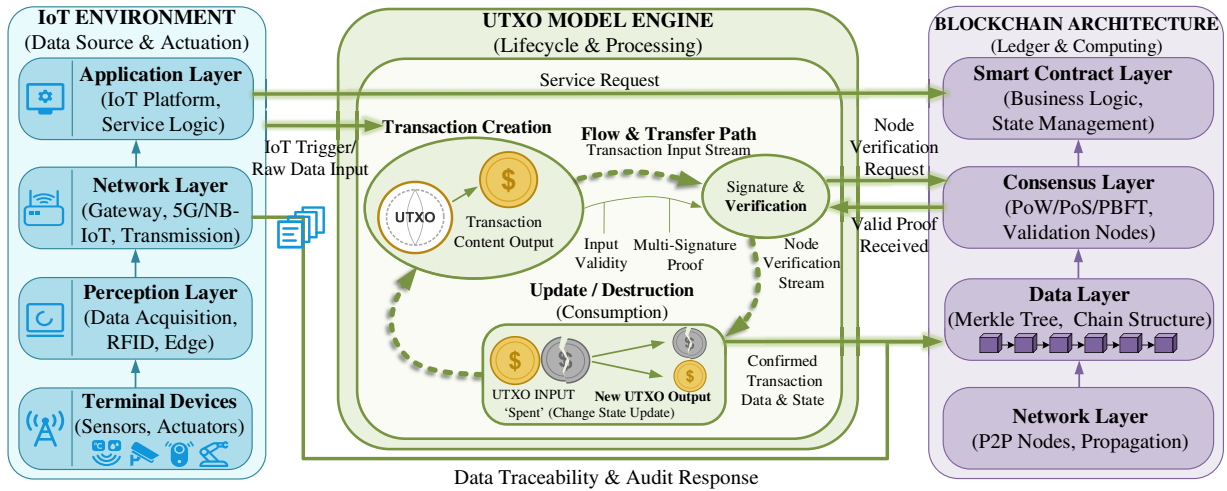 IoT ENVIRONMENT
(Data Source & Actuation)
Application Layer
(IoT Platform,
Service Logic)
Network Layer
(Gateway, 5G/NB-
IoT, Transmission)
Perception Layer
(Data Acquisition,
RFID, Edge)
Terminal Devices
(Sensors, Actuators)
IoT Trigger/
Raw Data Input
UTXO MODEL ENGINE
(Lifecycle & Processing)
Service Request
Transaction Creation
UTXO
$
Transaction
Content Output
Flow & Transfer Path
Transaction Input Stream
Input
Validity
Multi-Signature
Proof
Signature &
Verification
Node
Verification
Stream
Update / Destruction
(Consumption)
$
$
$
$
UTXO INPUT
New UTXO Output
‘Spent’ (Change State Update)
Node
Verification
Request
Valid Proof
Received
Confirmed
Transaction
Data & State
Data Traceability & Audit Response
BLOCKCHAIN ARCHITECTURE
(Ledger & Computing)
Smart Contract Layer
(Business Logic,
State Management)
Consensus Layer
(PoW/PoS/PBFT,
Validation Nodes)
Data Layer
(Merkle Tree, Chain Structure)
Network Layer
(P2P Nodes, Propagation)